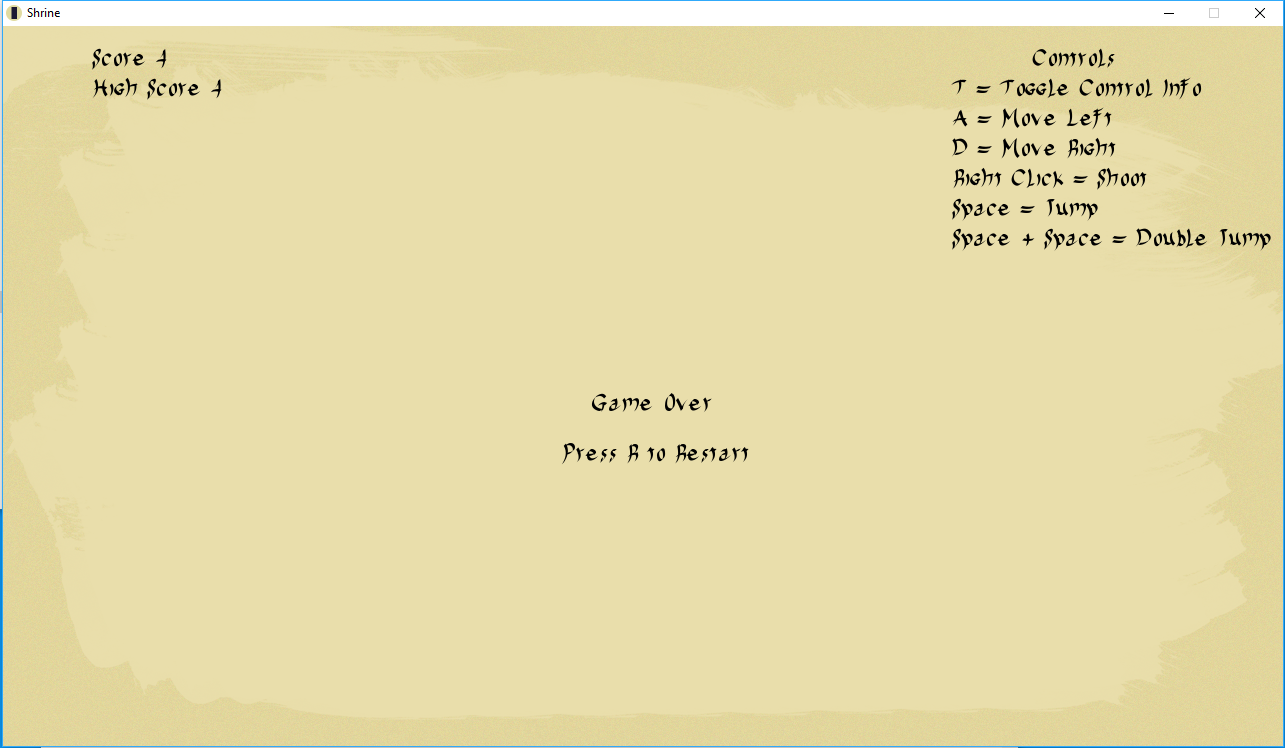 Shrine
Score 4
High Score 4
Controls
T = Toggle Control Info
A = Move Left
D = Move Right
Right Click = Shoot
Space = Jump
Space + Space = Double Jump
Game Over
Press R to Restart